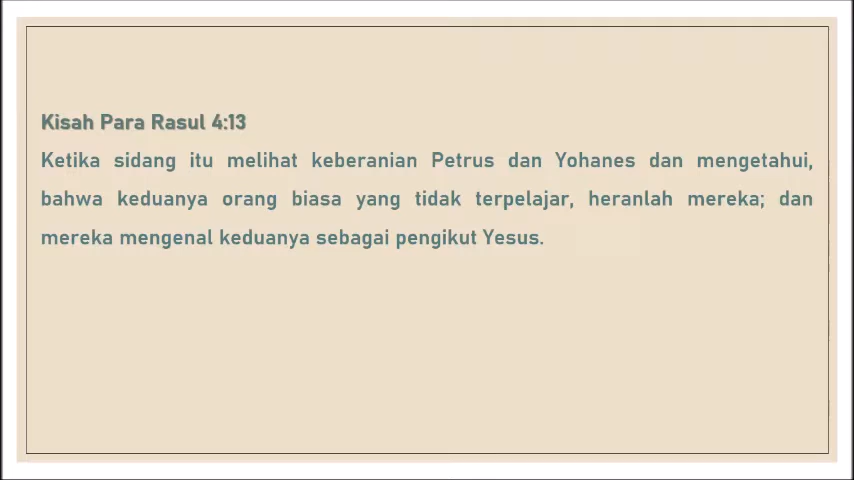 Kisah Para Rasul 4:13
Ketika sidang itu melihat keberanian Petrus dan Yohanes dan mengetahui,
bahwa keduanya orang biasa yang tidak terpelajar, heranlah mereka; dan
mereka mengenal keduanya sebagai pengikut Yesus.